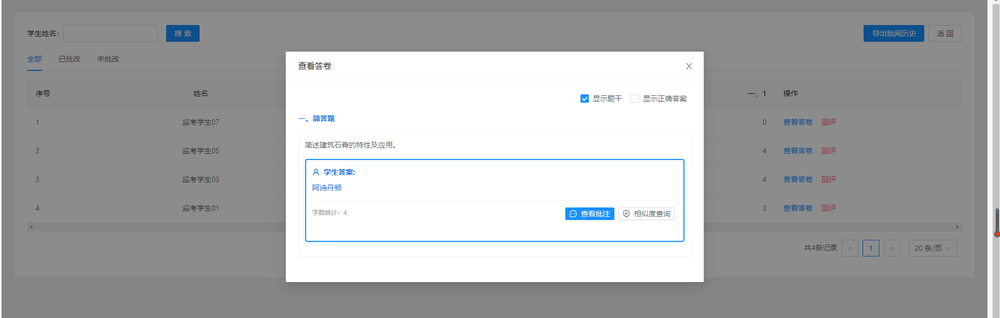 学生姓名：
搜 索
导出批阅历史
返 回
全部
已批改
未批改
序号
姓名
一、1
操作
1
监考学生07
0
查看答卷
回评
2
监考学生05
4
查看答卷
回评
3
监考学生03
4
查看答卷
回评
4
监考学生01
3
查看答卷
回评
共4条记录
1
20 条/页
查看答卷
显示题干
显示正确答案
一、简答题
简述建筑石膏的特性及应用。
学生答案:
阿诗丹顿
字数统计：4
查看批注
相似度查询